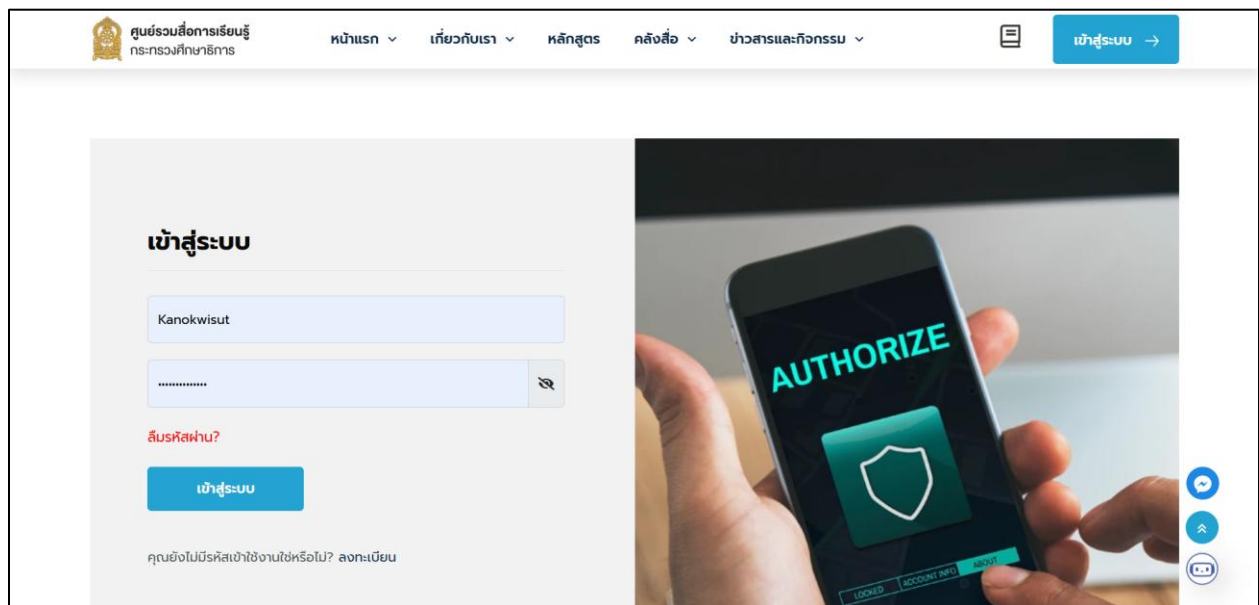 ศูนย์รวมสื่อการเรียนรู้
กระทรวงศึกษาธิการ
หน้าแรก
เกี่ยวกับเรา
หลักสูตร
คลังสื่อ
ข่าวสารและกิจกรรม
เข้าสู่ระบบ →
เข้าสู่ระบบ
Kanokwisut
••••••••••••••
ลืมรหัสผ่าน?
เข้าสู่ระบบ
คุณยังไม่มีรหัสเข้าใช้งานใช่หรือไม่? ลงทะเบียน
AUTHORIZE
LOCKED ACCOUNT INFO ABOUT